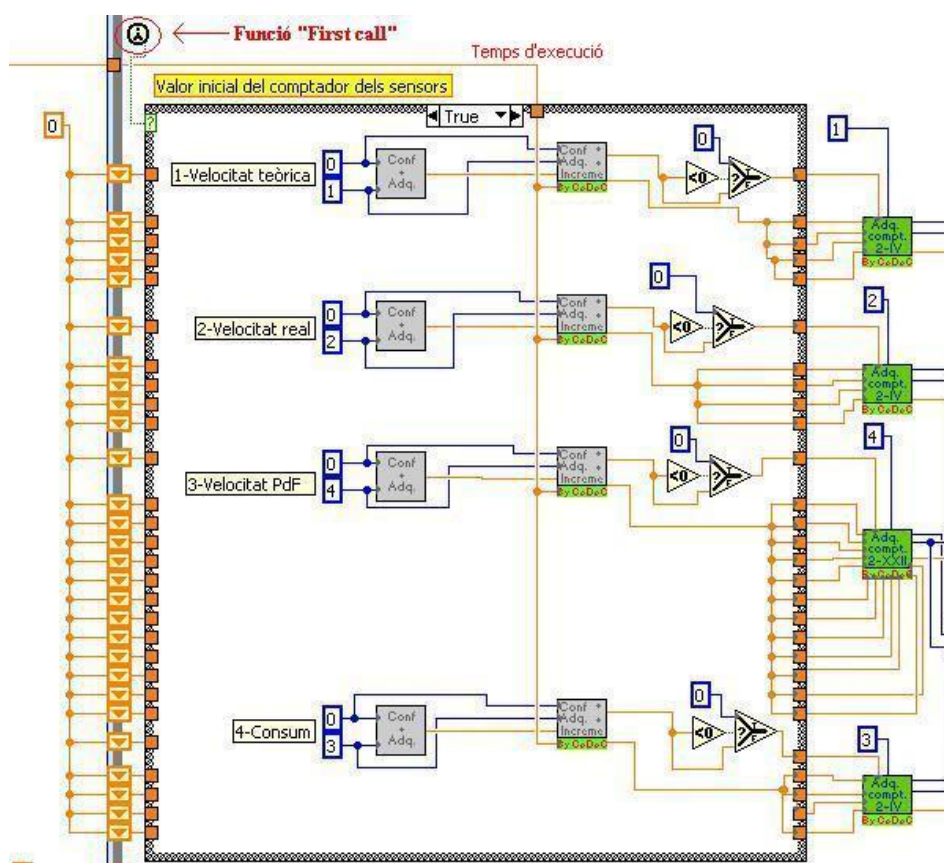 Funció "First call"
Temps d'execució
Valor inicial del comptador dels sensors
0
?
True
1
1-Velocitat teòrica
0
1
Conf
+
Adq.
Conf +
Adq. +
Increme
By CeDeC
0
<0
?
T
F
Adq.
compt.
2-IV
By CeDeC
2-Velocitat real
0
2
Conf
+
Adq.
Conf +
Adq. +
Increme
By CeDeC
0
<0
?
T
F
2
Adq.
compt.
2-IV
By CeDeC
3-Velocitat PdF
0
4
Conf
+
Adq.
Conf +
Adq. +
Increme
By CeDeC
0
<0
?
T
F
4
Adq.
compt.
2-XXII
By CeDeC
4-Consum
0
3
Conf
+
Adq.
Conf +
Adq. +
Increme
By CeDeC
0
<0
?
T
F
3
Adq.
compt.
2-IV
By CeDeC